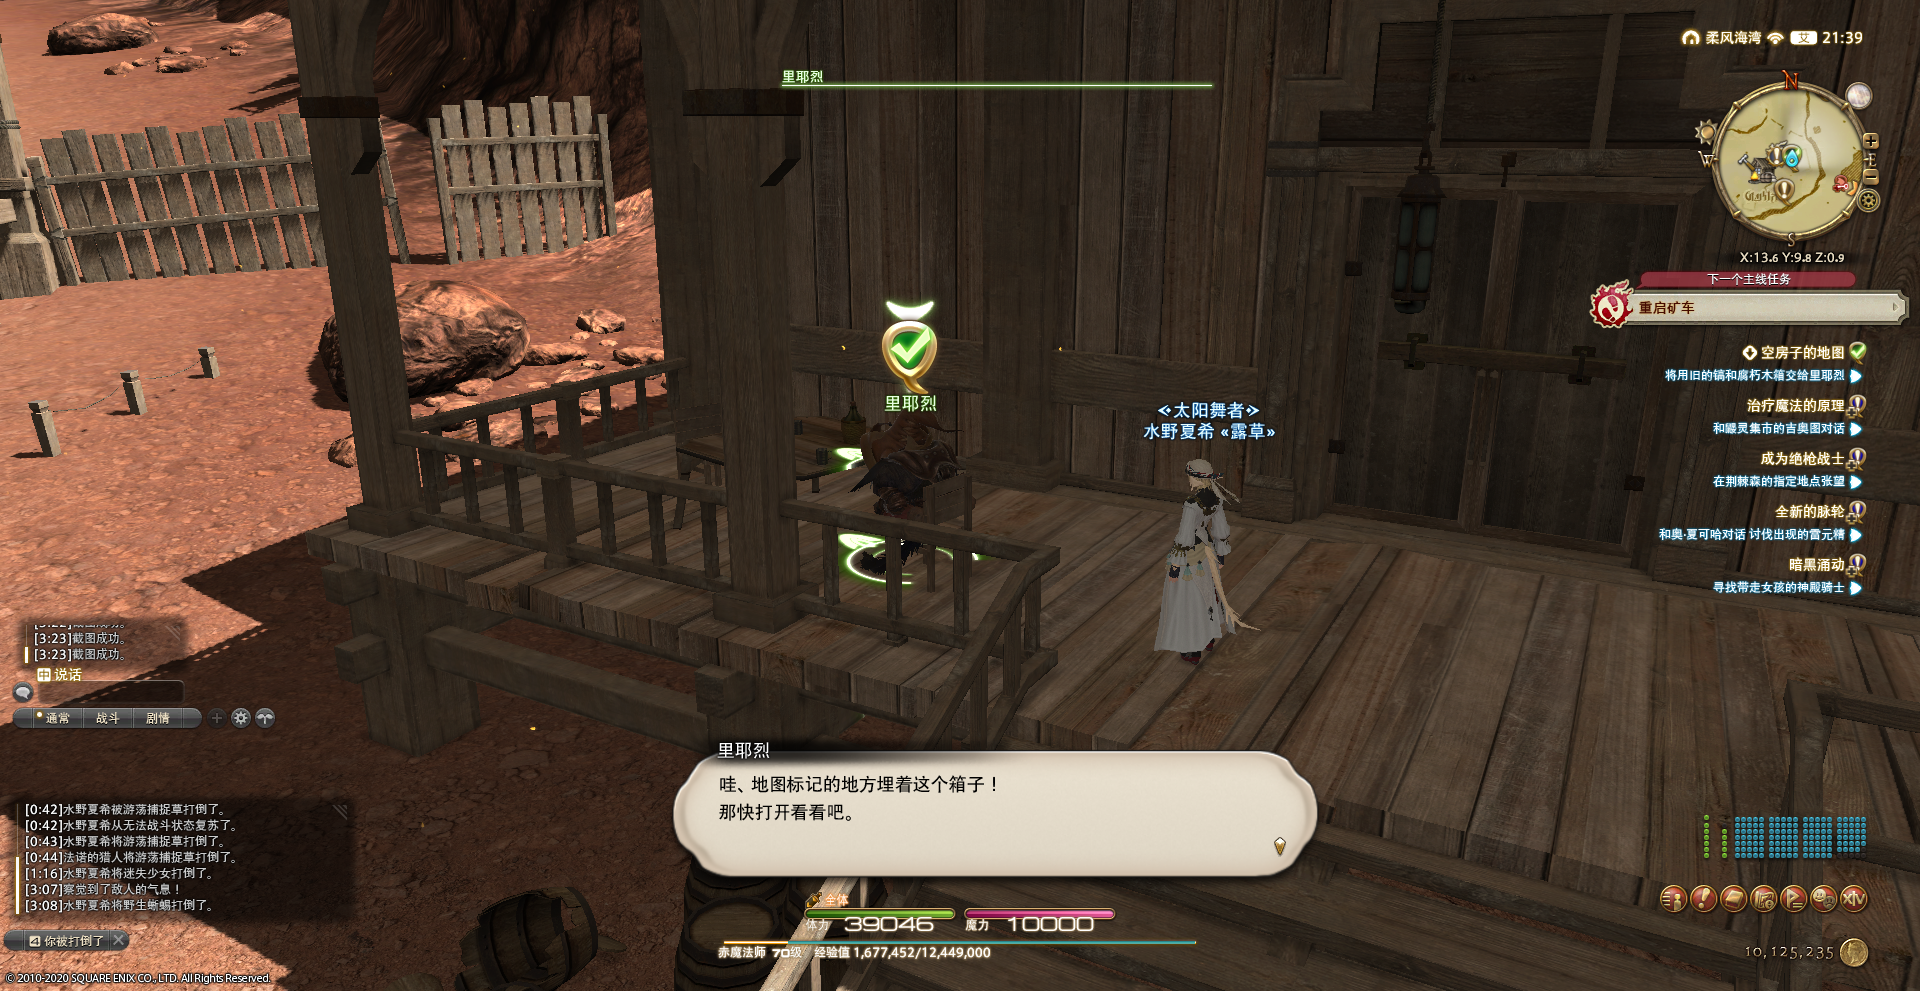 里耶烈
柔风海湾 艾 21:39
N
W
E
S
X:13.6 Y:9.8 Z:0.9
下一个主线任务
重启矿车
空房子的地图
将用旧的镐和腐朽木箱交给里耶烈
治疗魔法的原理
和鼹灵集市的吉奥图对话
成为绝枪战士
在荆棘森的指定地点张望
全新的脉轮
和奥·夏可哈对话 讨伐出现的雷元精
暗黑涌动
寻找带走女孩的神殿骑士
里耶烈
太阳舞者
水野夏希 «露草»
[3:22]截图成功。
[3:23]截图成功。
[3:23]截图成功。
说话
通常 战斗 剧情
里耶烈
哇、地图标记的地方埋着这个箱子！
那快打开看看吧。
[0:42]水野夏希被游荡捕捉草打倒了。
[0:42]水野夏希从无法战斗状态复苏了。
[0:43]水野夏希将游荡捕捉草打倒了。
[0:44]法诺的猎人将游荡捕捉草打倒了。
[1:16]水野夏希将迷失少女打倒了。
[3:07]察觉到了敌人的气息！
[3:08]水野夏希将野生蜥蜴打倒了。
4 你被打倒了
全体
体力 39046 魔力 10000
赤魔法师 70级 经验值 1,677,452/12,449,000
XIV
10,125,235
© 2010-2020 SQUARE ENIX CO., LTD. All Rights Reserved.